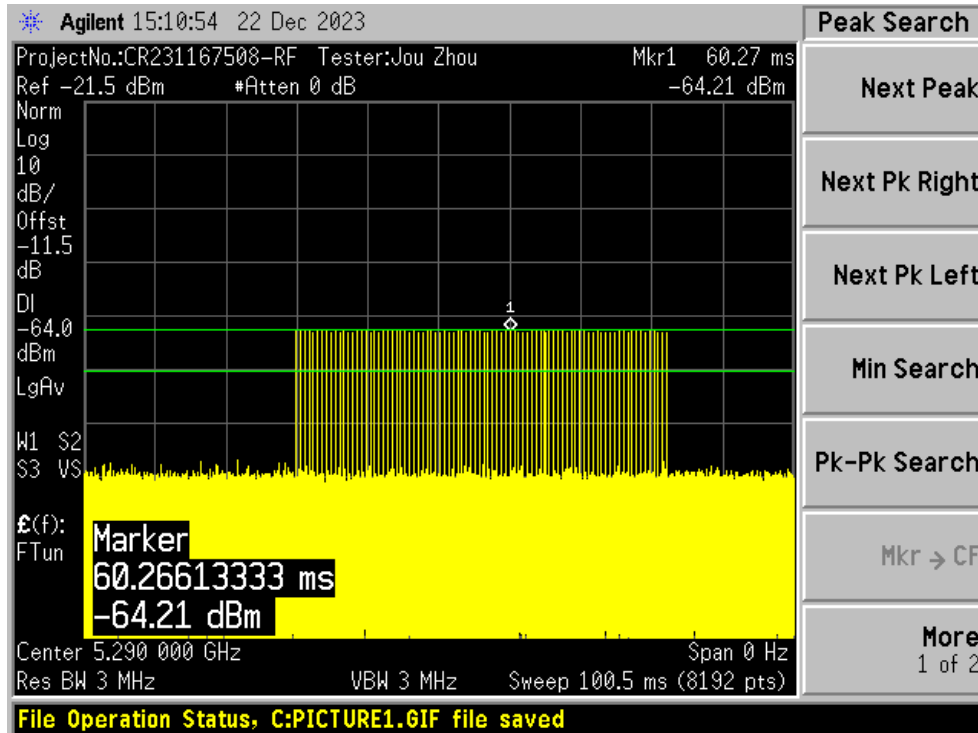 Agilent 15:10:54 22 Dec 2023
Peak Search
ProjectNo.:CR231167508-RF Tester:Jou Zhou Mkr1 60.27 ms
Ref -21.5 dBm #Atten 0 dB -64.21 dBm
Norm
Log
10
dB/
Offst
-11.5
dB
DI
-64.0
dBm
LgAv
W1 S2
S3 VS
£(f):
FTun
1
Marker
60.26613333 ms
-64.21 dBm
Center 5.290 000 GHz Span 0 Hz
Res BW 3 MHz VBW 3 MHz Sweep 100.5 ms (8192 pts)
Next Peak
Next Pk Right
Next Pk Left
Min Search
Pk-Pk Search
Mkr → CF
More
1 of 2
File Operation Status, C:PICTURE1.GIF file saved